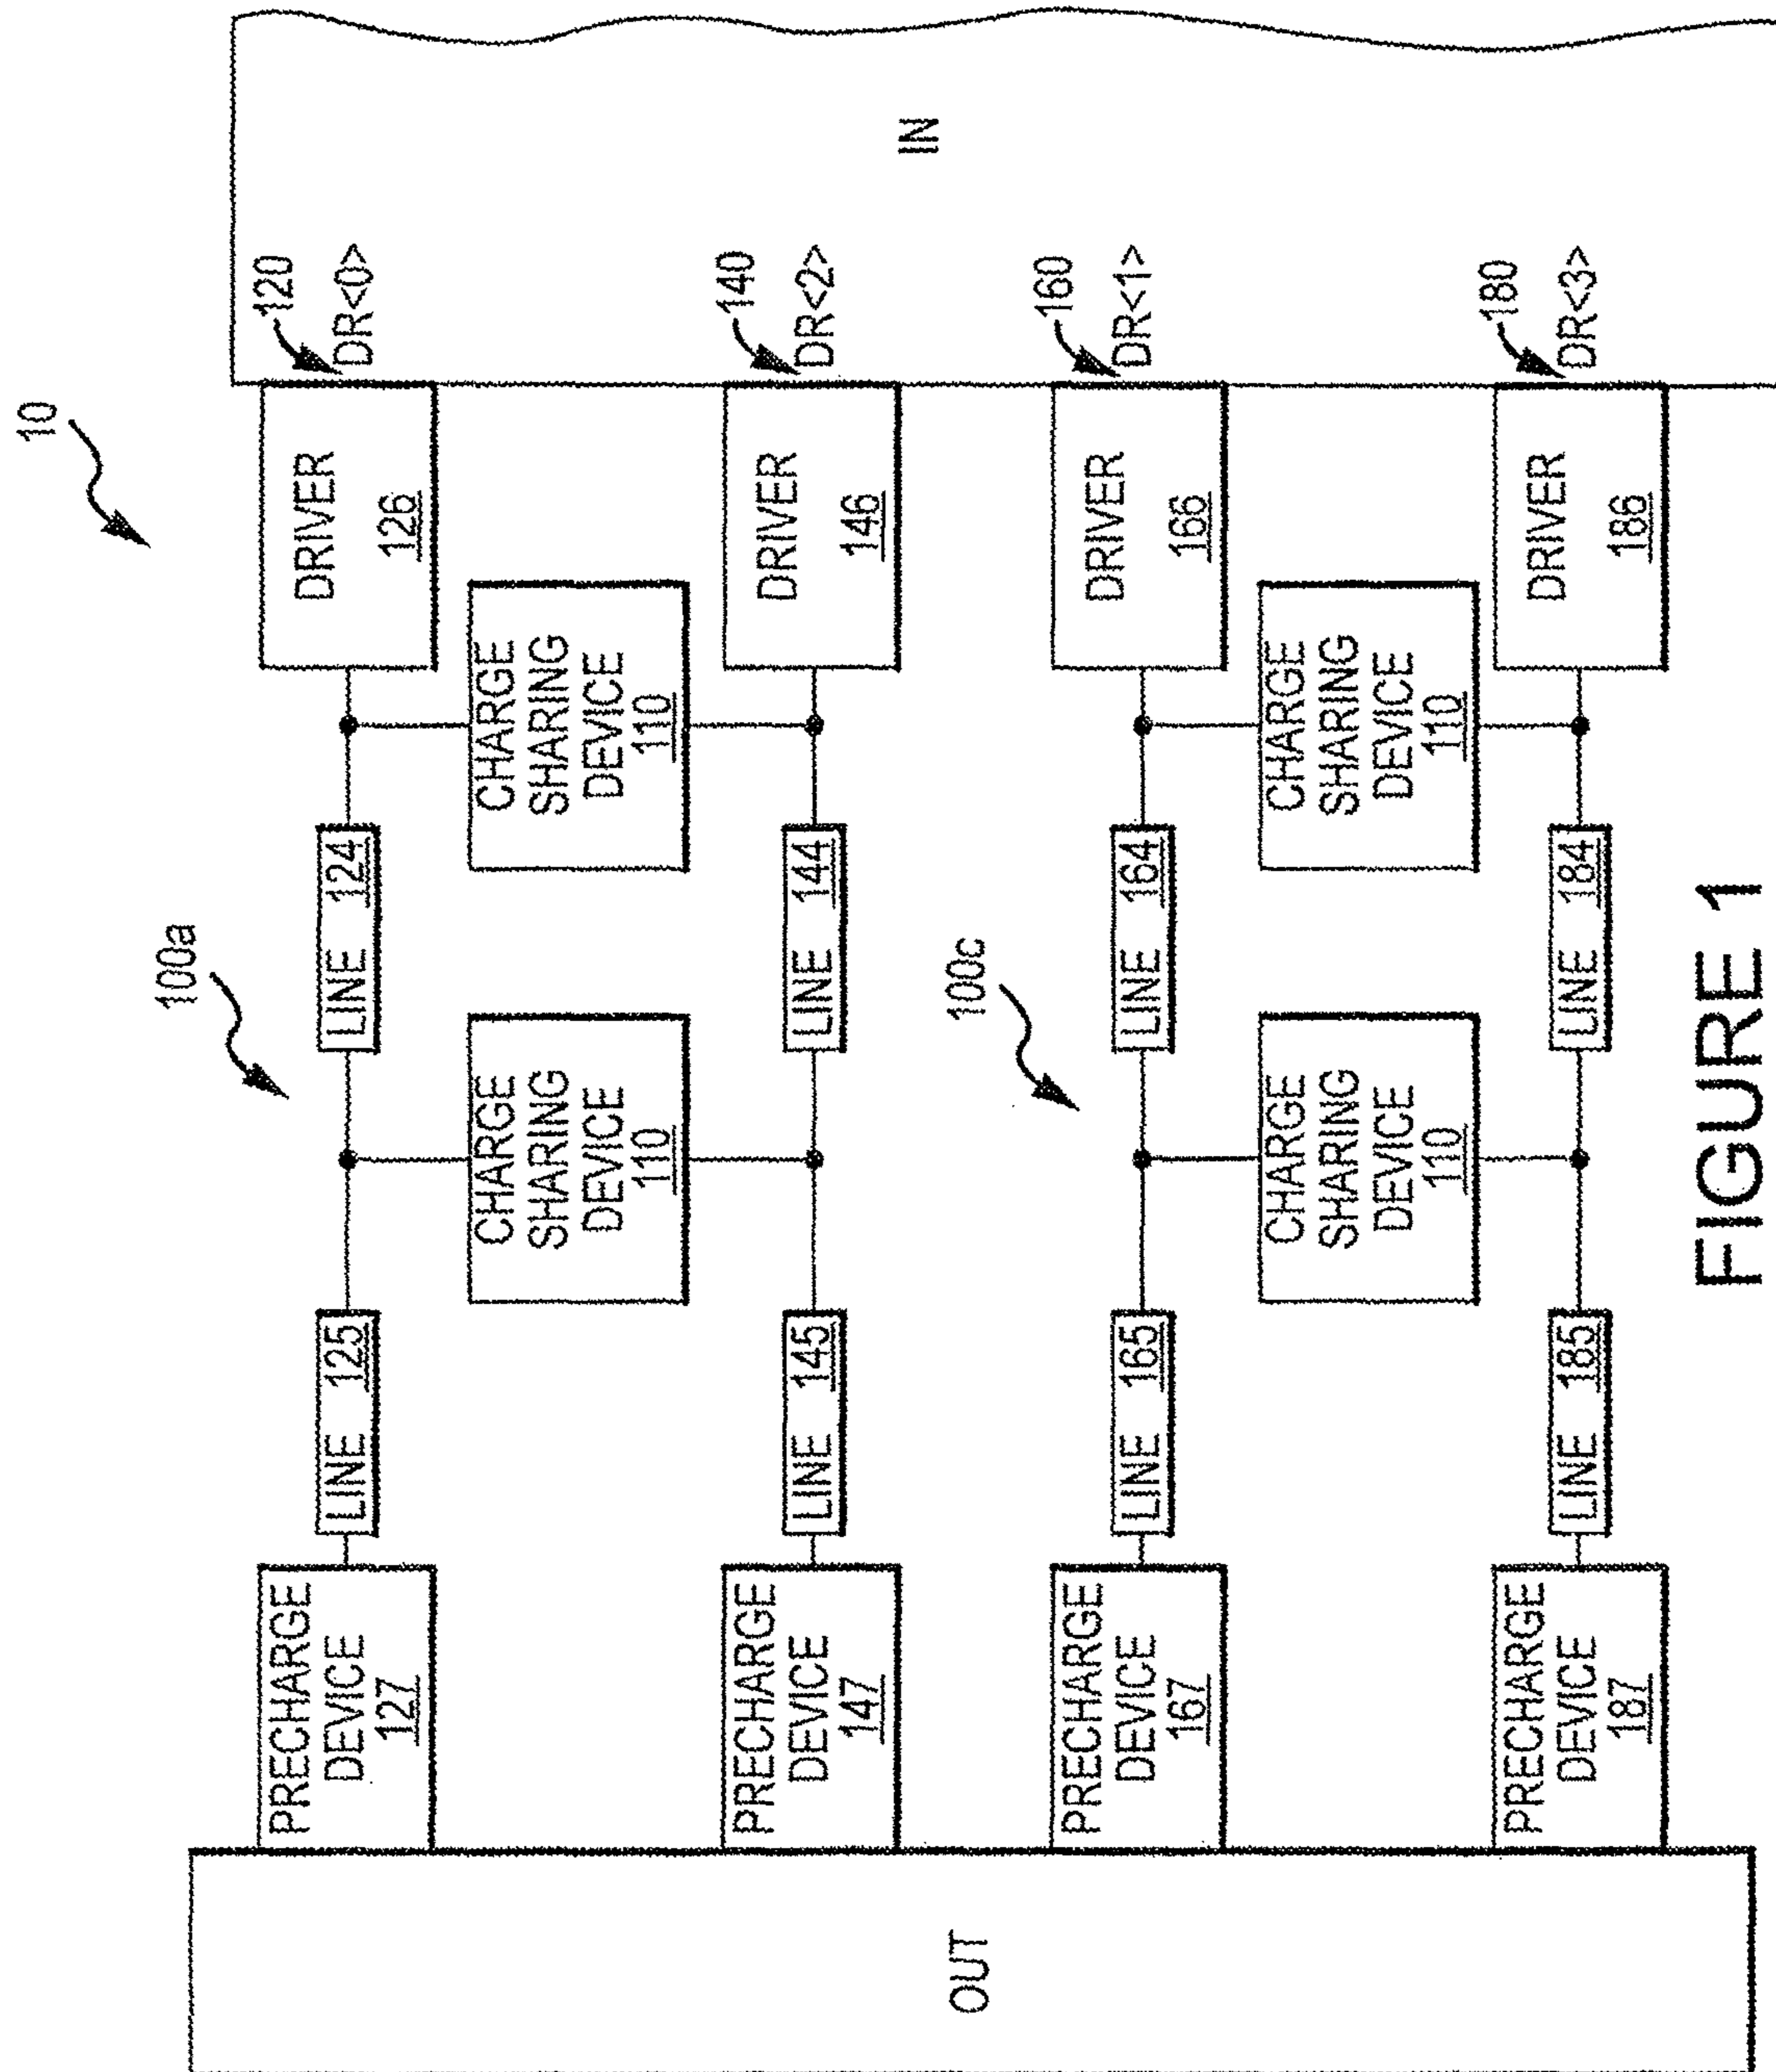 10
OUT
IN
PRECHARGE
DEVICE
127
LINE 125
100a
LINE 124
DRIVER
126
120
DR<0>
CHARGE
SHARING
DEVICE
110
CHARGE
SHARING
DEVICE
110
PRECHARGE
DEVICE
147
LINE 145
LINE 144
DRIVER
146
140
DR<2>
PRECHARGE
DEVICE
167
LINE 165
100c
LINE 164
DRIVER
166
160
DR<1>
CHARGE
SHARING
DEVICE
110
CHARGE
SHARING
DEVICE
110
PRECHARGE
DEVICE
187
LINE 185
LINE 184
DRIVER
186
180
DR<3>
FIGURE 1